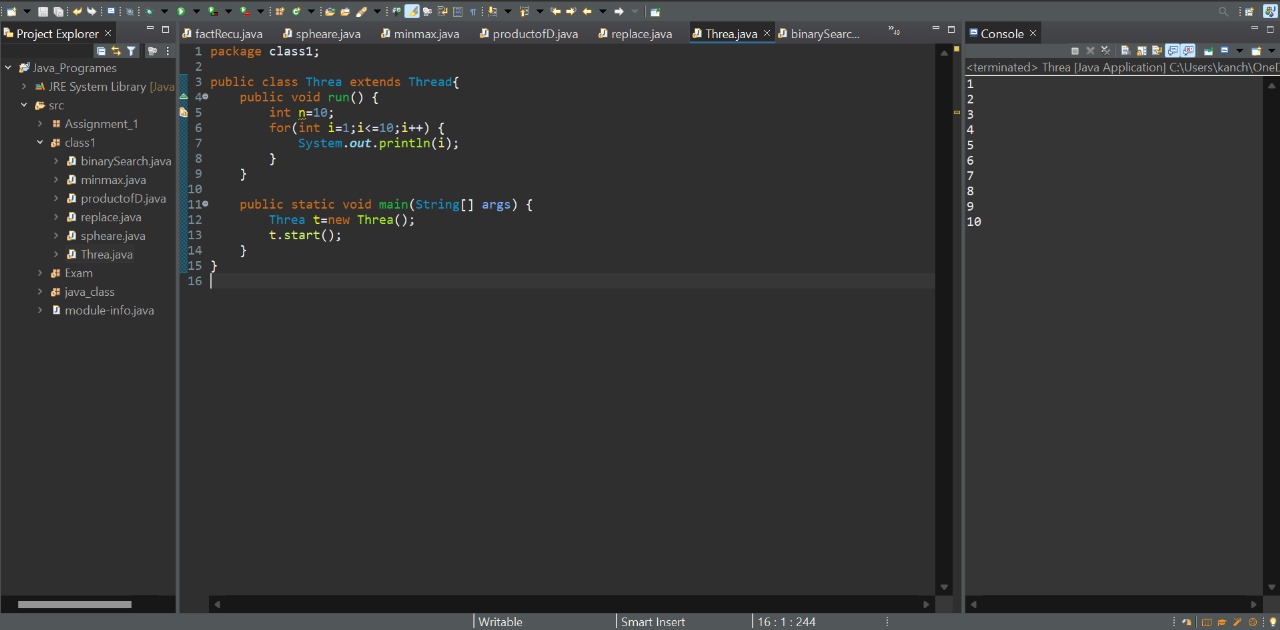 Project Explorer
Java_Programes
JRE System Library [Java
src
Assignment_1
class1
binarySearch.java
minmax.java
productofD.java
replace.java
spheare.java
Threa.java
Exam
java_class
module-info.java
factRecu.java spheare.java minmax.java productofD.java replace.java Threa.java binarySearc... »40
1 package class1;
2
3 public class Threa extends Thread{
4 public void run() {
5 int n=10;
6 for(int i=1;i<=10;i++) {
7 System.out.println(i);
8 }
9 }
10
11 public static void main(String[] args) {
12 Threa t=new Threa();
13 t.start();
14 }
15 }
16
Console
<terminated> Threa [Java Application] C:\Users\kanch\OneD
1
2
3
4
5
6
7
8
9
10
Writable Smart Insert 16 : 1 : 244